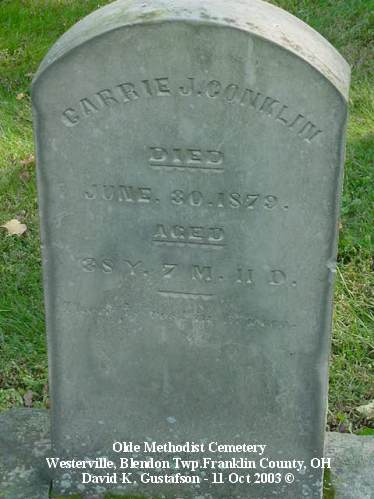 CARRIE J. CONKLIN
DIED
JUNE. 30. 1879.
AGED
38 Y. 7 M. 11 D.
Olde Methodist Cemetery
Westerville, Blendon Twp.Franklin County, OH
David K. Gustafson - 11 Oct 2003 ©